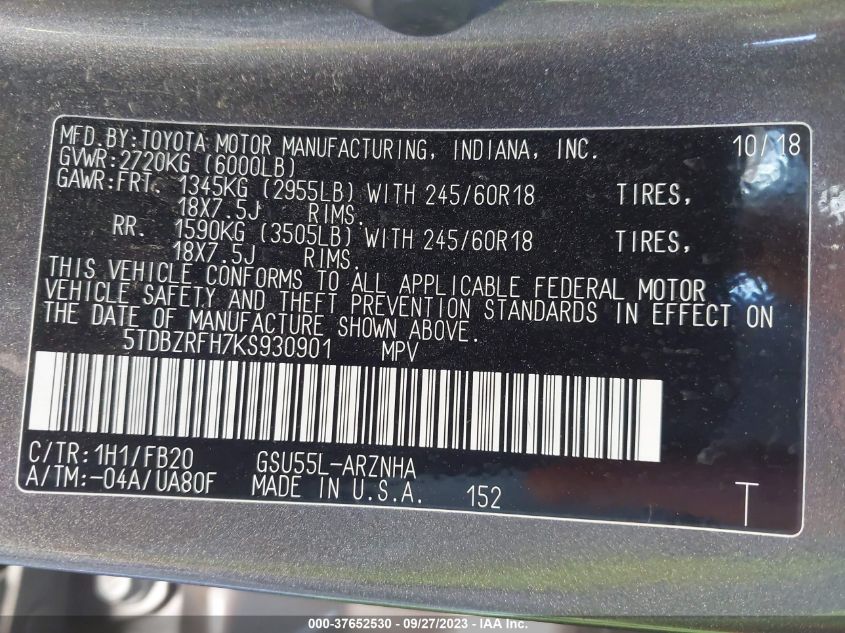 MFD.BY:TOYOTA MOTOR MANUFACTURING, INDIANA, INC. 10/18
GVWR:2720KG (6000LB)
GAWR:FRT. 1345KG (2955LB) WITH 245/60R18 TIRES,
18X7.5J RIMS.
RR. 1590KG (3505LB) WITH 245/60R18 TIRES,
18X7.5J RIMS.
THIS VEHICLE CONFORMS TO ALL APPLICABLE FEDERAL MOTOR
VEHICLE SAFETY AND THEFT PREVENTION STANDARDS IN EFFECT ON
THE DATE OF MANUFACTURE SHOWN ABOVE.
5TDBZRFH7KS930901 MPV
C/TR:1H1/FB20 GSU55L-ARZNHA
A/TM:-04A/UA80F MADE IN U.S.A. 152 T
000-37652530 - 09/27/2023 - IAA Inc.